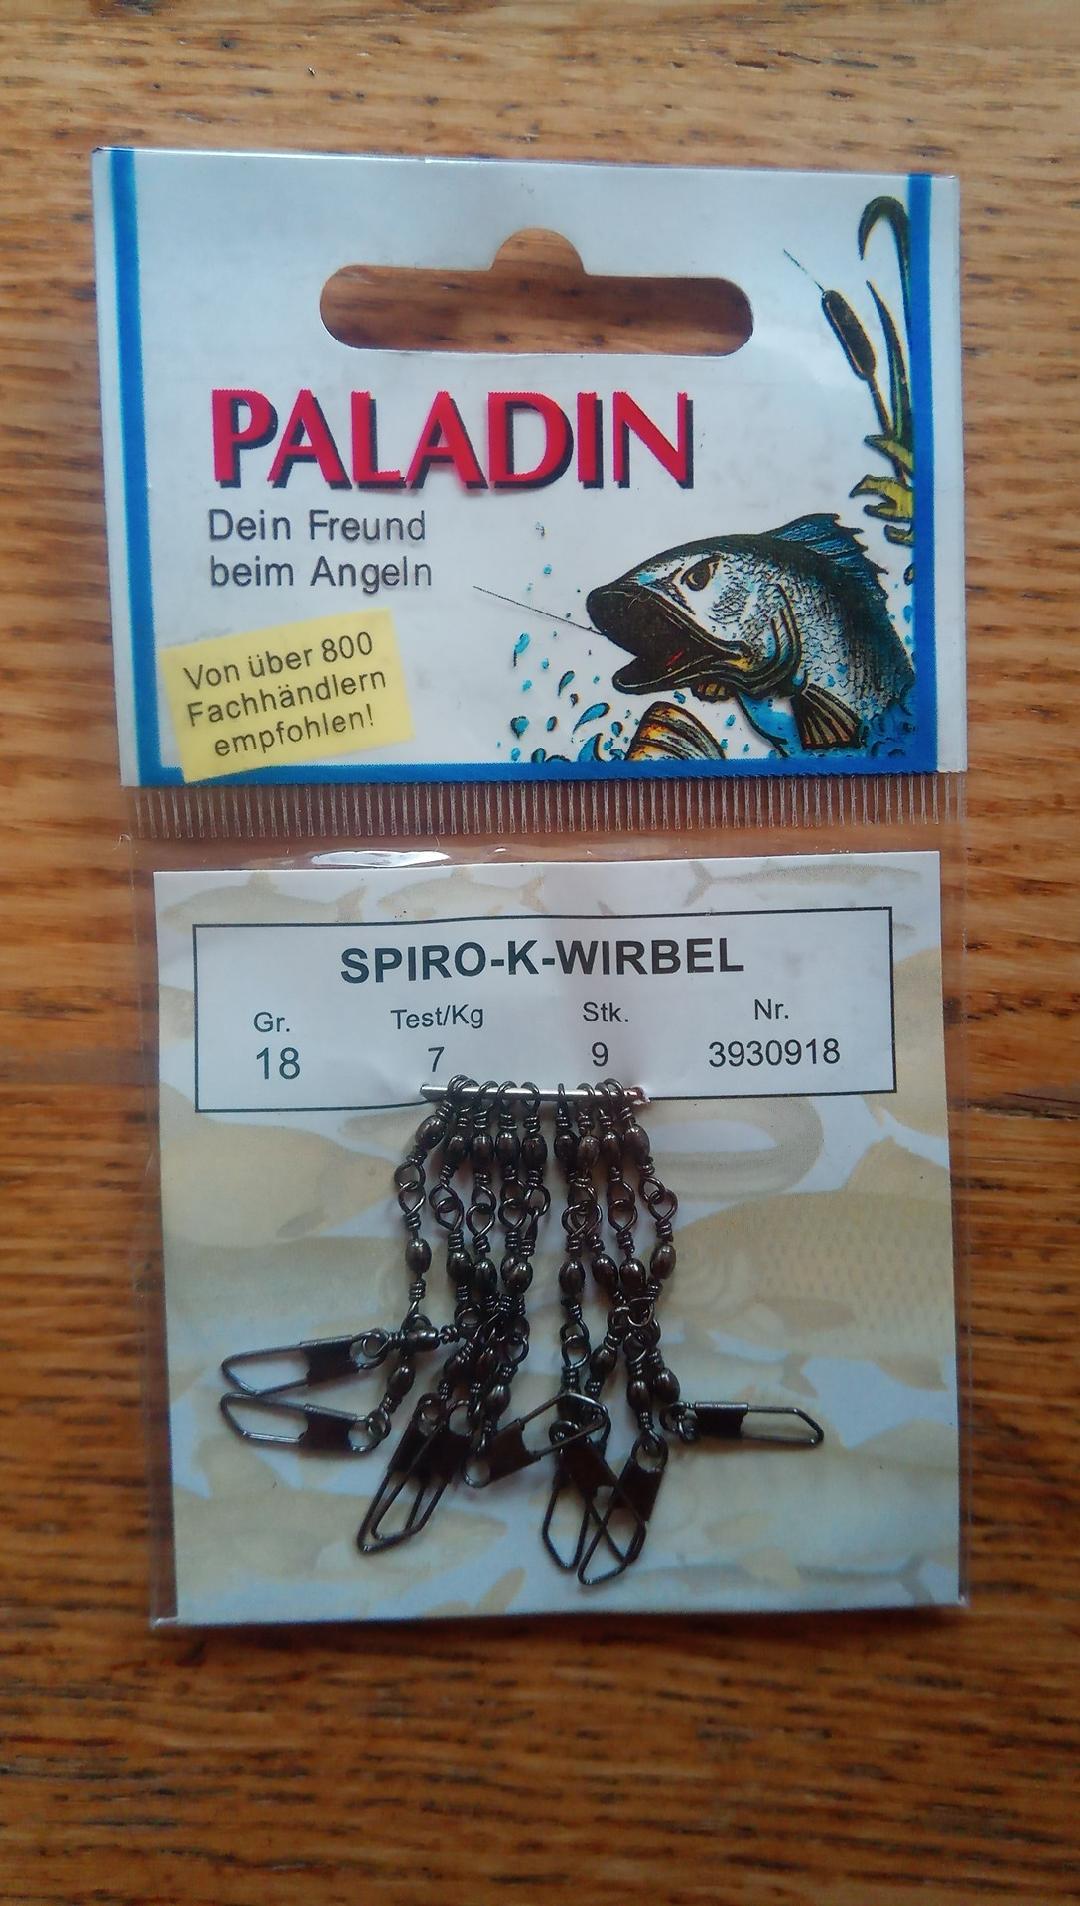 PALADIN
Dein Freund
beim Angeln
Von über 800
Fachhändlern
empfohlen!
SPIRO-K-WIRBEL
Gr. Test/Kg Stk. Nr.
18 7 9 3930918